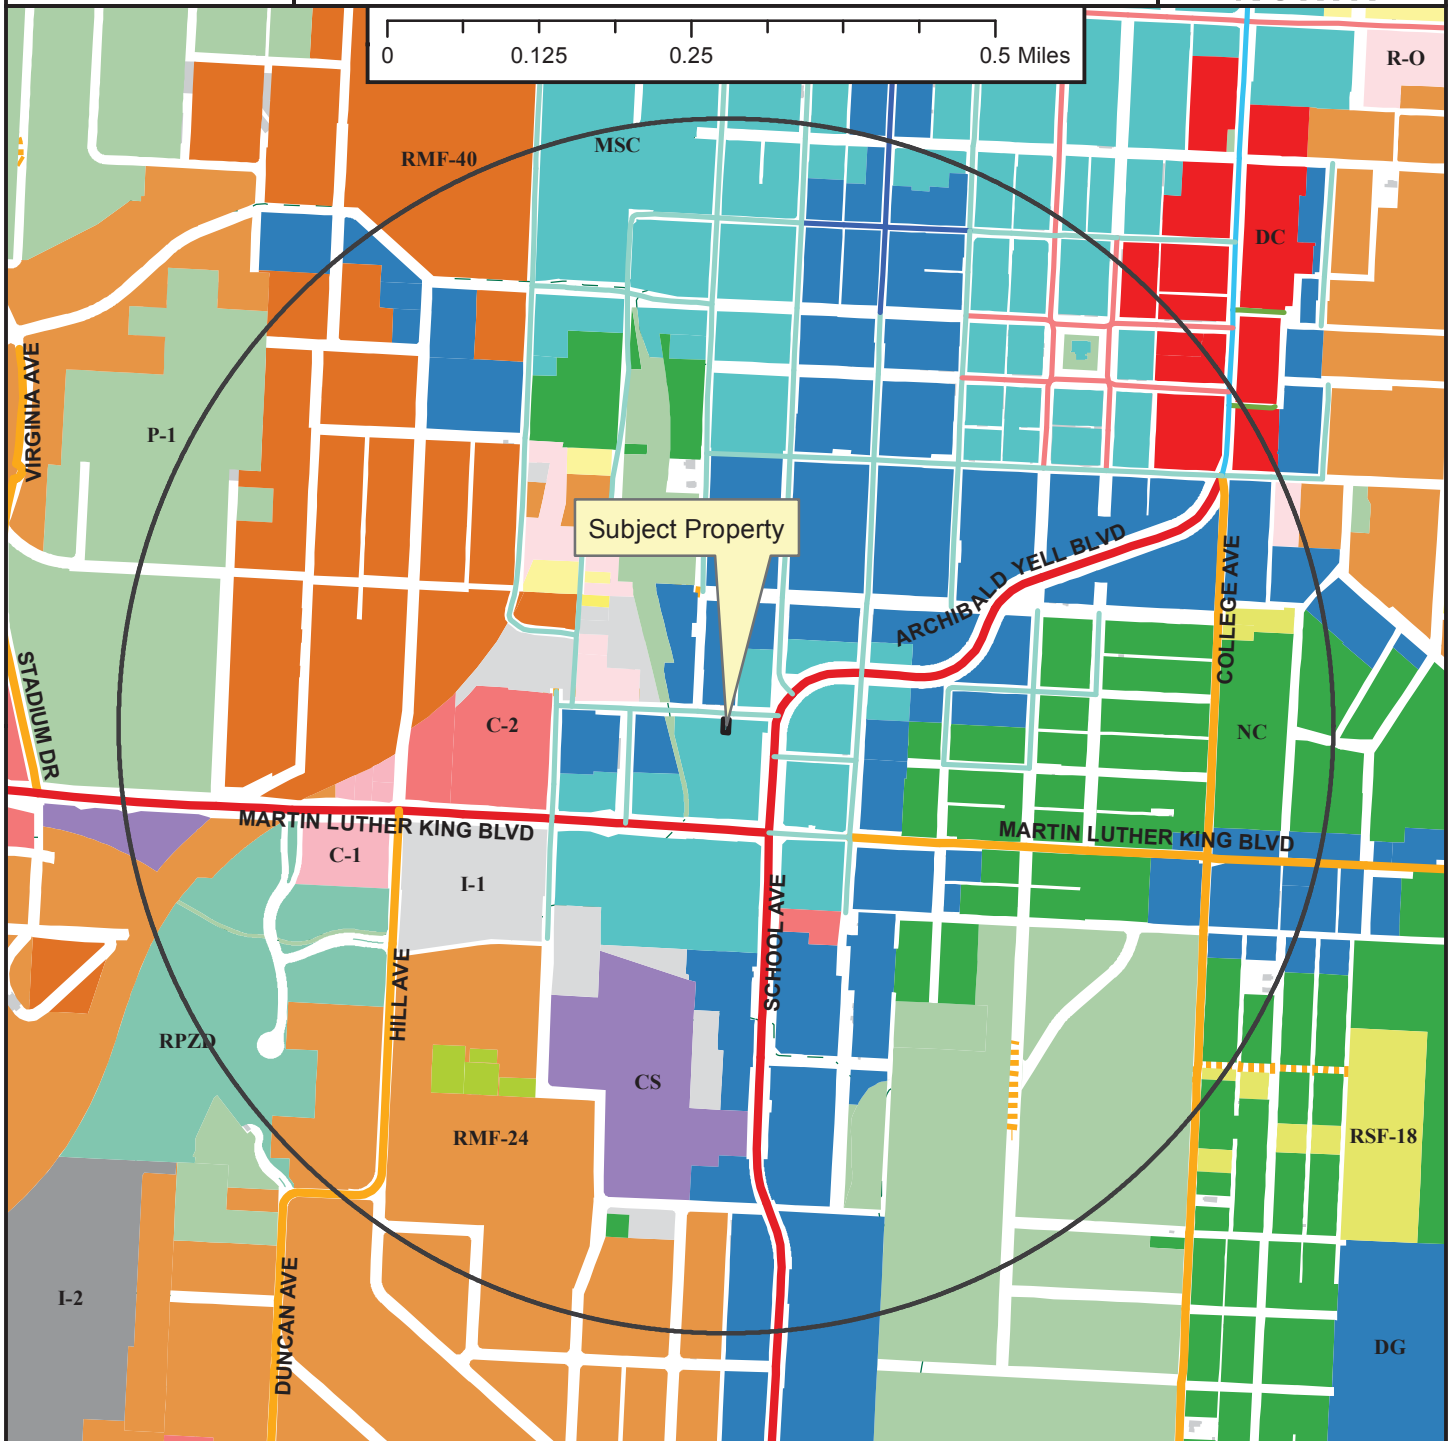 0 0.125 0.25 0.5 Miles
R-O
MSC
RMF-40
DC
VIRGINIA AVE
P-1
Subject Property
ARCHIBALD YELL BLVD
COLLEGE AVE
STADIUM DR
C-2
NC
MARTIN LUTHER KING BLVD
MARTIN LUTHER KING BLVD
C-1
I-1
SCHOOL AVE
HILL AVE
RPZD
CS
RMF-24
RSF-18
I-2
DUNCAN AVE
DG